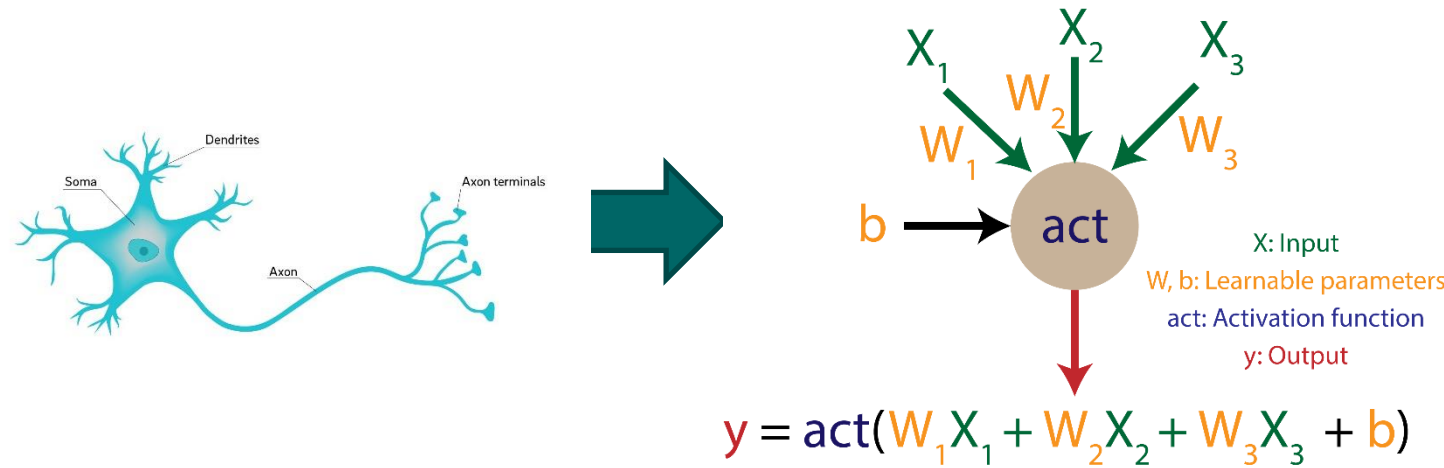 Dendrites
Soma
Axon terminals
Axon
X₁
X₂
X₃
W₁
W₂
W₃
b
act
X: Input
W, b: Learnable parameters
act: Activation function
y: Output
y = act(W₁X₁ + W₂X₂ + W₃X₃ + b)